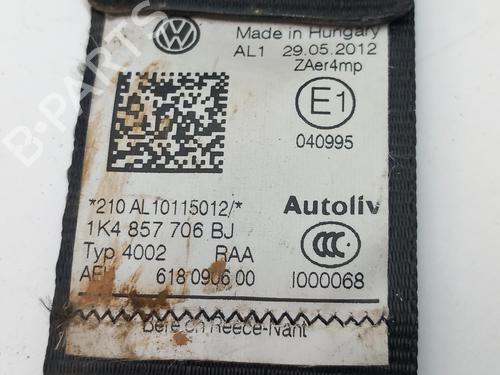 Made in Hungary
AL1 29.05.2012
ZAer4mp
E1
040995
*210 AL10115012/*
1K4 857 706 BJ
Autoliv
Typ 4002 RAA
CCC
618 0906 00
I000068
B-PARTS